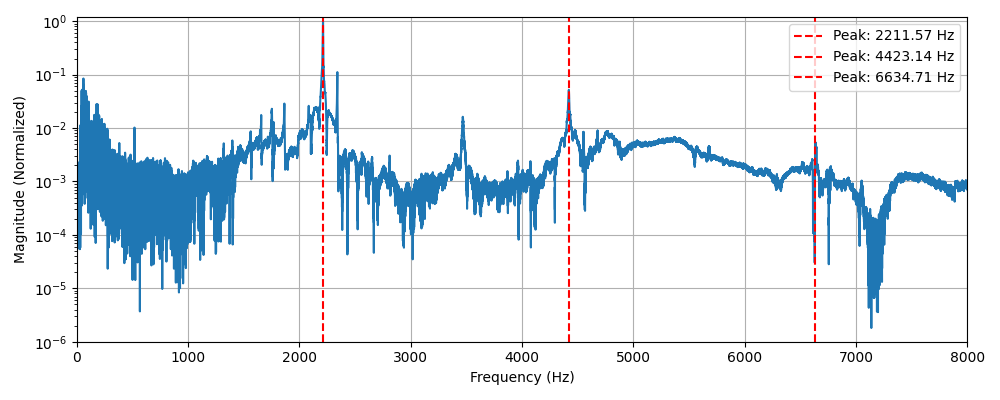 Magnitude (Normalized)
10⁰
10⁻¹
10⁻²
10⁻³
10⁻⁴
10⁻⁵
10⁻⁶
Peak: 2211.57 Hz
Peak: 4423.14 Hz
Peak: 6634.71 Hz
0 1000 2000 3000 4000 5000 6000 7000 8000
Frequency (Hz)